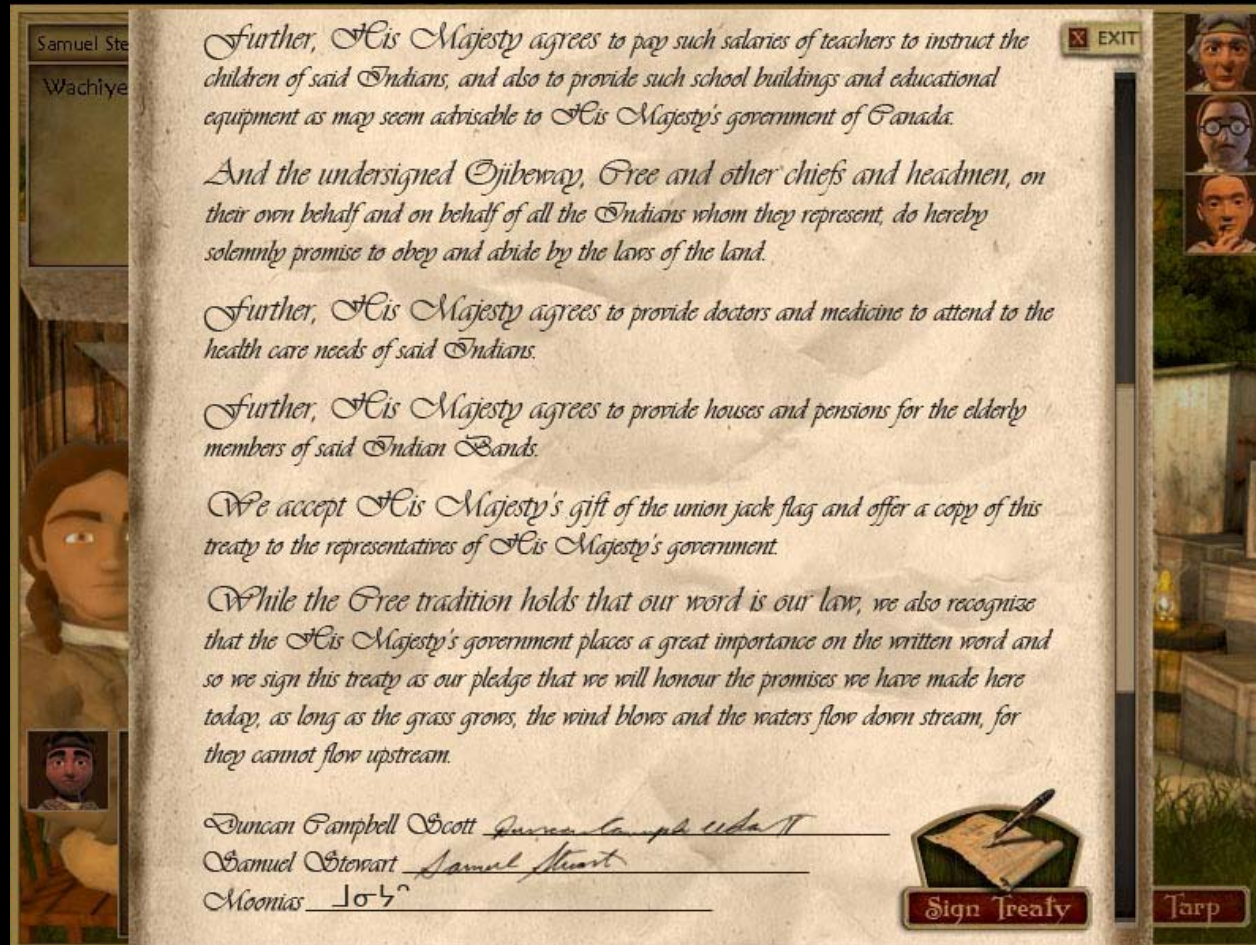 Samuel Ste
Wachiye
EXIT
Further, His Majesty agrees to pay such salaries of teachers to instruct the
children of said Indians, and also to provide such school buildings and educational
equipment as may seem advisable to His Majesty's government of Canada.
And the undersigned Ojibeway, Cree and other chiefs and headmen, on
their own behalf and on behalf of all the Indians whom they represent, do hereby
solemnly promise to obey and abide by the laws of the land.
Further, His Majesty agrees to provide doctors and medicine to attend to the
health care needs of said Indians.
Further, His Majesty agrees to provide houses and pensions for the elderly
members of said Indian Bands.
We accept His Majesty's gift of the union jack flag and offer a copy of this
treaty to the representatives of His Majesty's government.
While the Cree tradition holds that our word is our law, we also recognize
that the His Majesty's government places a great importance on the written word and
so we sign this treaty as our pledge that we will honour the promises we have made here
today, as long as the grass grows, the wind blows and the waters flow down stream, for
they cannot flow upstream.
Duncan Campbell Scott Duncan Campbell Scott
Samuel Stewart Samuel Stewart
Moonias ᒧᓂᔭᐢ
Sign Treaty
Tarp